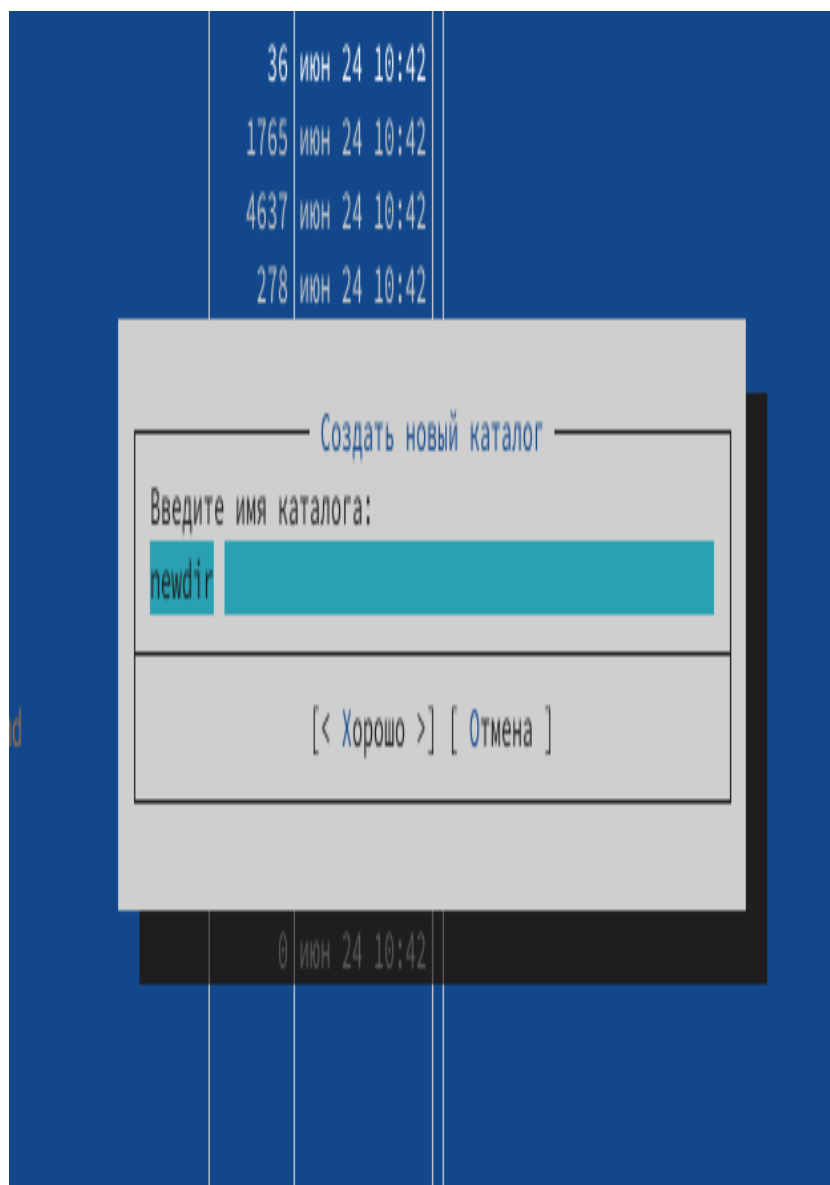 36 июн 24 10:42
1765 июн 24 10:42
4637 июн 24 10:42
278 июн 24 10:42
Создать новый каталог
Введите имя каталога:
newdir
[< Хорошо >] [ Отмена ]
d
0 июн 24 10:42